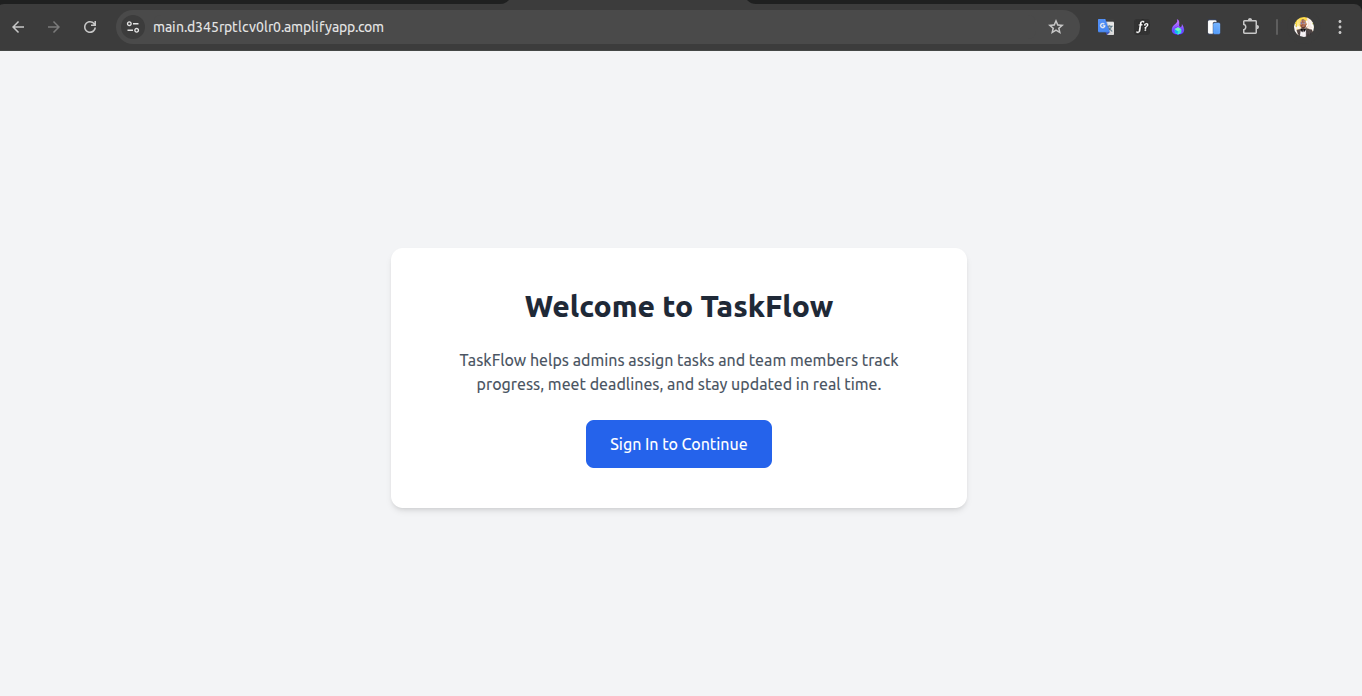 main.d345rptlcv0lr0.amplifyapp.com
f?
Welcome to TaskFlow
TaskFlow helps admins assign tasks and team members track
progress, meet deadlines, and stay updated in real time.
Sign In to Continue